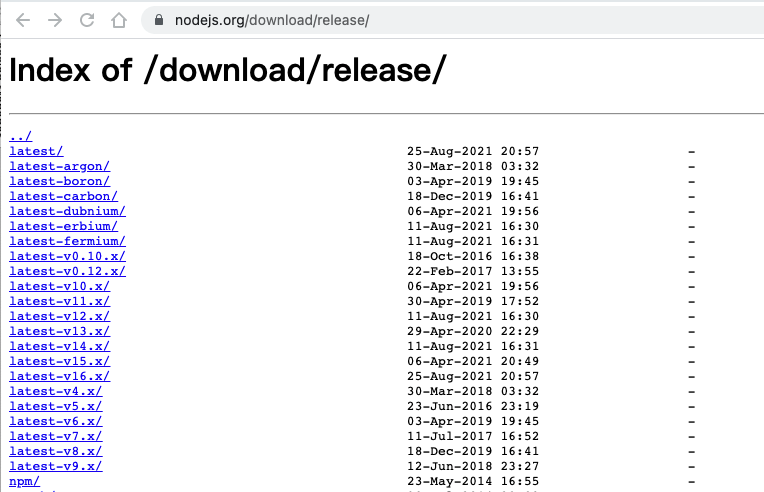 nodejs.org/download/release/
Index of /download/release/
../
latest/ 25-Aug-2021 20:57 -
latest-argon/ 30-Mar-2018 03:32 -
latest-boron/ 03-Apr-2019 19:45 -
latest-carbon/ 18-Dec-2019 16:41 -
latest-dubnium/ 06-Apr-2021 19:56 -
latest-erbium/ 11-Aug-2021 16:30 -
latest-fermium/ 11-Aug-2021 16:31 -
latest-v0.10.x/ 18-Oct-2016 16:38 -
latest-v0.12.x/ 22-Feb-2017 13:55 -
latest-v10.x/ 06-Apr-2021 19:56 -
latest-v11.x/ 30-Apr-2019 17:52 -
latest-v12.x/ 11-Aug-2021 16:30 -
latest-v13.x/ 29-Apr-2020 22:29 -
latest-v14.x/ 11-Aug-2021 16:31 -
latest-v15.x/ 06-Apr-2021 20:49 -
latest-v16.x/ 25-Aug-2021 20:57 -
latest-v4.x/ 30-Mar-2018 03:32 -
latest-v5.x/ 23-Jun-2016 23:19 -
latest-v6.x/ 03-Apr-2019 19:45 -
latest-v7.x/ 11-Jul-2017 16:52 -
latest-v8.x/ 18-Dec-2019 16:41 -
latest-v9.x/ 12-Jun-2018 23:27 -
npm/ 23-May-2014 16:55 -